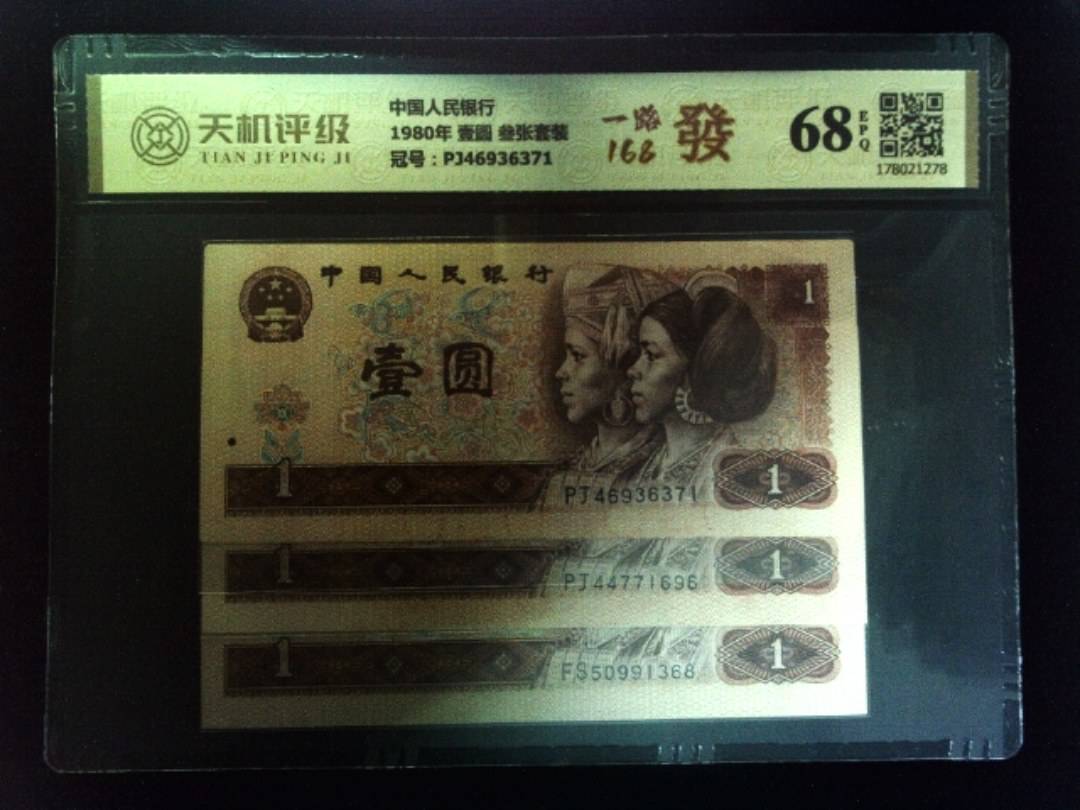 天机评级
TIAN JI PING JI
中国人民银行
1980年 壹圆 叁张套装
冠号：PJ46936371
一路
168
發
68
EPQ
178021278
中国人民银行
1
壹圆
1
PJ46936371
1
1
PJ44771696
1
1
FS50991368
1